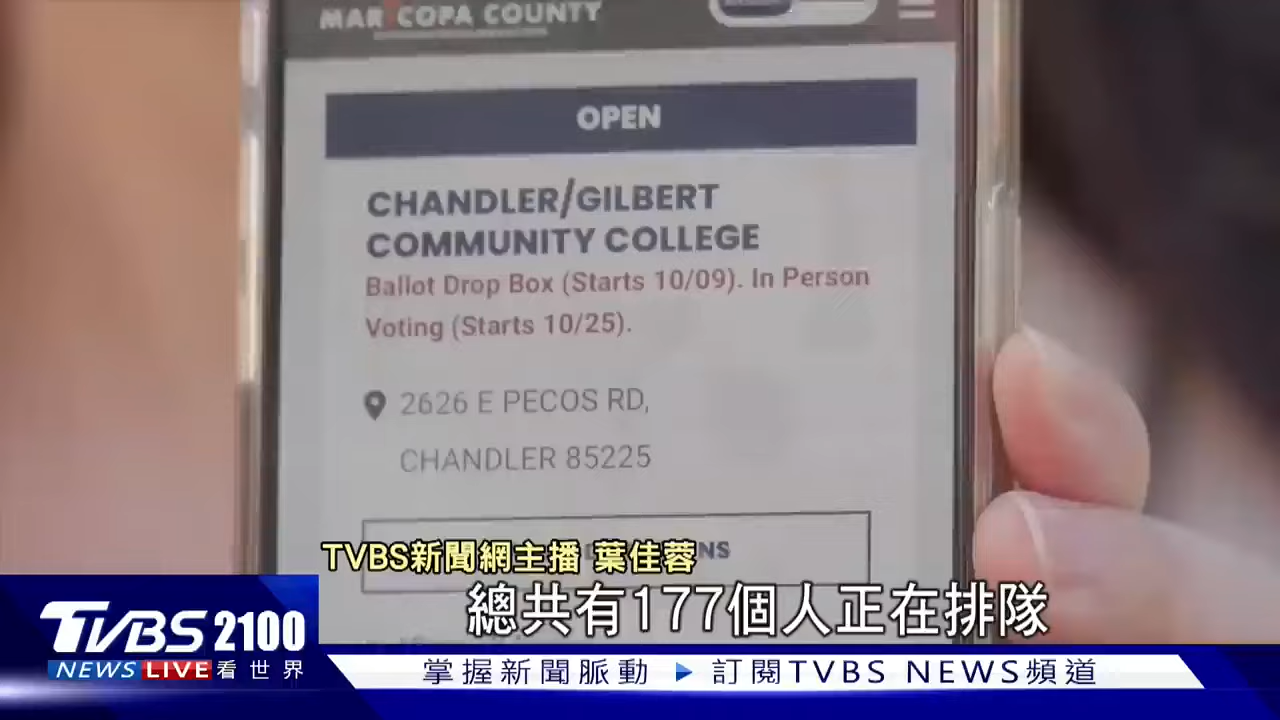 MARICOPA COUNTY
OPEN
CHANDLER/GILBERT
COMMUNITY COLLEGE
Ballot Drop Box (Starts 10/09). In Person
Voting (Starts 10/25).
2626 E PECOS RD,
CHANDLER 85225
TVBS新聞網主播 葉佳蓉
總共有177個人正在排隊
TVBS 2100
NEWS LIVE 看世界
掌握新聞脈動 ▶ 訂閱TVBS NEWS頻道